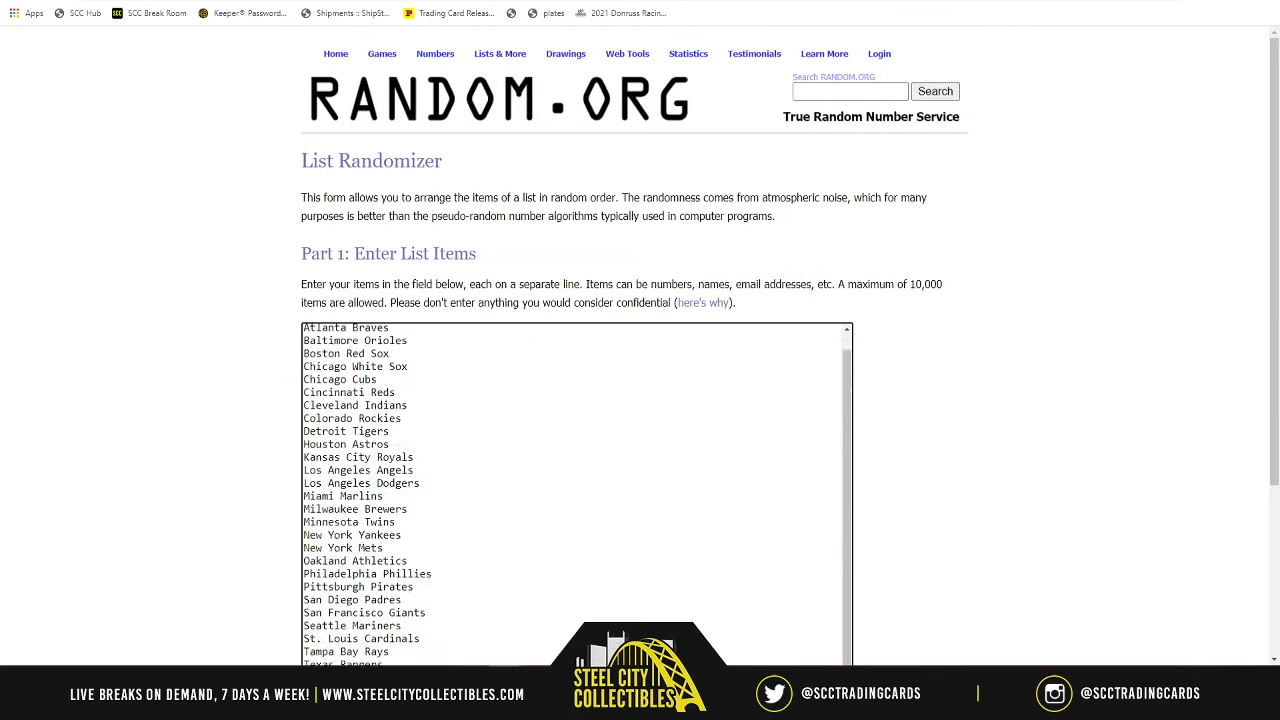 Apps SCC Hub SCC Break Room Keeper® Password... Shipments :: ShipSt... Trading Card Releas... plates 2021 Donruss Racin...
Home Games Numbers Lists & More Drawings Web Tools Statistics Testimonials Learn More Login
RANDOM.ORG
Search RANDOM.ORG
Search
True Random Number Service
List Randomizer
This form allows you to arrange the items of a list in random order. The randomness comes from atmospheric noise, which for many
purposes is better than the pseudo-random number algorithms typically used in computer programs.
Part 1: Enter List Items
Enter your items in the field below, each on a separate line. Items can be numbers, names, email addresses, etc. A maximum of 10,000
items are allowed. Please don't enter anything you would consider confidential (here's why).
Atlanta Braves
Baltimore Orioles
Boston Red Sox
Chicago White Sox
Chicago Cubs
Cincinnati Reds
Cleveland Indians
Colorado Rockies
Detroit Tigers
Houston Astros
Kansas City Royals
Los Angeles Angels
Los Angeles Dodgers
Miami Marlins
Milwaukee Brewers
Minnesota Twins
New York Yankees
New York Mets
Oakland Athletics
Philadelphia Phillies
Pittsburgh Pirates
San Diego Padres
San Francisco Giants
Seattle Mariners
St. Louis Cardinals
Tampa Bay Rays
Texas Rangers
LIVE BREAKS ON DEMAND, 7 DAYS A WEEK! | WWW.STEELCITYCOLLECTIBLES.COM
STEEL CITY
COLLECTIBLES
@SCCTRADINGCARDS | @SCCTRADINGCARDS